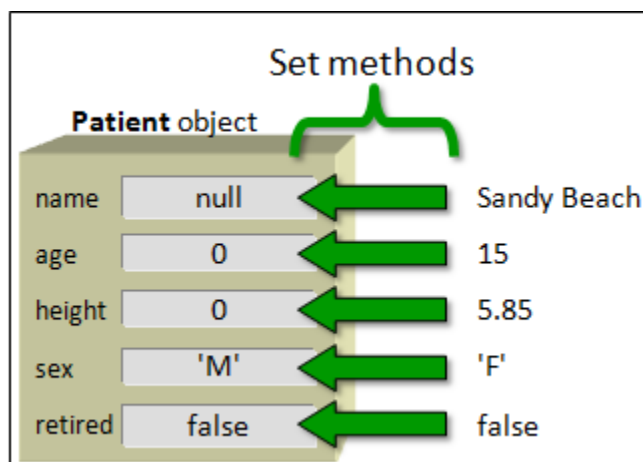 Set methods
Patient object
name null Sandy Beach
age 0 15
height 0 5.85
sex 'M' 'F'
retired false false